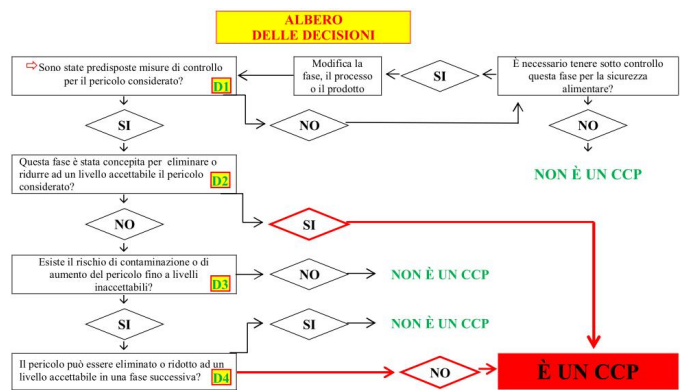 ALBERO
DELLE DECISIONI
⇨Sono state predisposte misure di controllo
per il pericolo considerato?
D1
Modifica la
fase, il processo
o il prodotto
SI
È necessario tenere sotto controllo
questa fase per la sicurezza
alimentare?
SI
NO
NO
NON È UN CCP
Questa fase è stata concepita per eliminare o
ridurre ad un livello accettabile il pericolo
considerato?
D2
NO
SI
Esiste il rischio di contaminazione o di
aumento del pericolo fino a livelli
inaccettabili?
D3
NO
NON È UN CCP
SI
SI
NON È UN CCP
Il pericolo può essere eliminato o ridotto ad un
livello accettabile in una fase successiva?
D4
NO
È UN CCP